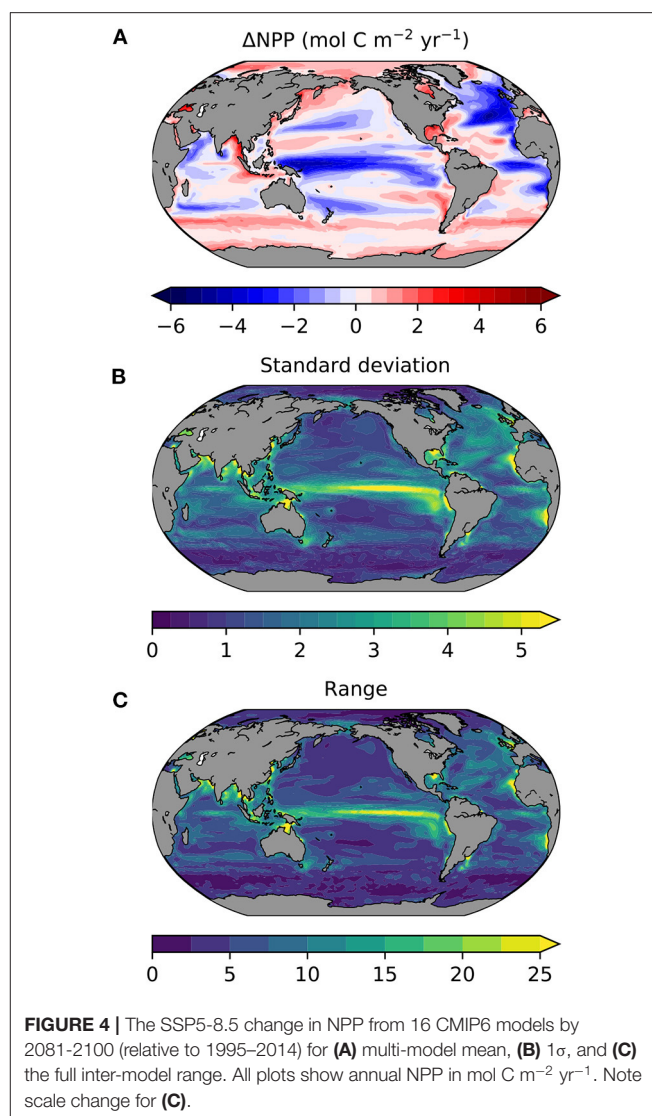 A
ΔNPP (mol C m⁻² yr⁻¹)
−6 −4 −2 0 2 4 6
B
Standard deviation
0 1 2 3 4 5
C
Range
0 5 10 15 20 25
FIGURE 4 | The SSP5-8.5 change in NPP from 16 CMIP6 models by
2081-2100 (relative to 1995–2014) for (A) multi-model mean, (B) 1σ, and (C)
the full inter-model range. All plots show annual NPP in mol C m⁻² yr⁻¹. Note
scale change for (C).